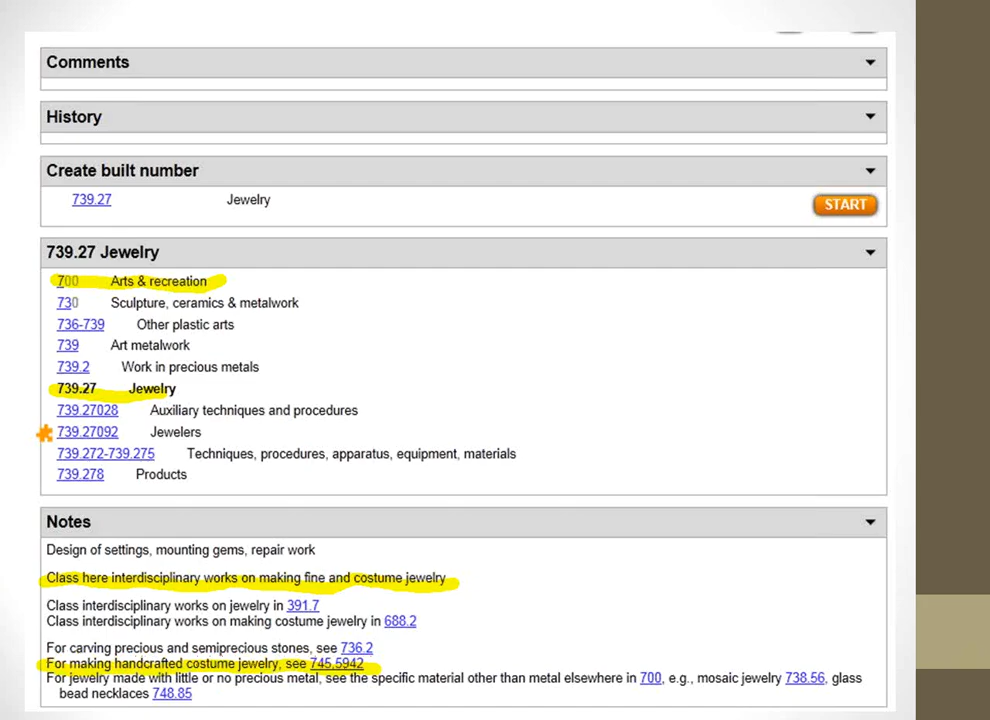 Comments
History
Create built number
739.27 Jewelry
START
739.27 Jewelry
700 Arts & recreation
730 Sculpture, ceramics & metalwork
736-739 Other plastic arts
739 Art metalwork
739.2 Work in precious metals
739.27 Jewelry
739.27028 Auxiliary techniques and procedures
739.27092 Jewelers
739.272-739.275 Techniques, procedures, apparatus, equipment, materials
739.278 Products
Notes
Design of settings, mounting gems, repair work
Class here interdisciplinary works on making fine and costume jewelry
Class interdisciplinary works on jewelry in 391.7
Class interdisciplinary works on making costume jewelry in 688.2
For carving precious and semiprecious stones, see 736.2
For making handcrafted costume jewelry, see 745.5942
For jewelry made with little or no precious metal, see the specific material other than metal elsewhere in 700, e.g., mosaic jewelry 738.56, glass
bead necklaces 748.85